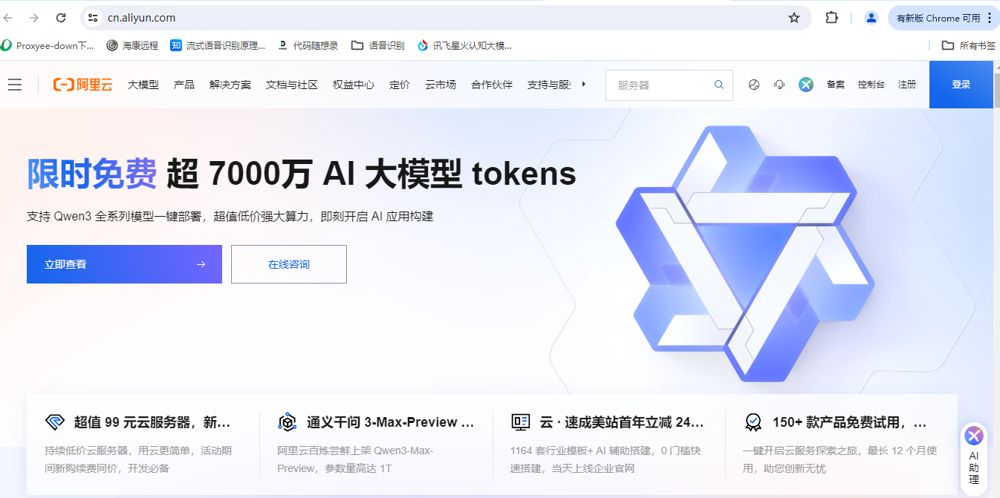 cn.aliyun.com
有新版 Chrome 可用
Proxyee-down下...
海康远程
知 流式语音识别原理...
代码随想录
语音识别
讯飞星火认知大模...
所有书签
阿里云
大模型 产品 解决方案 文档与社区 权益中心 定价 云市场 合作伙伴 支持与服
服务器
备案 控制台 注册 登录
限时免费 超 7000万 AI 大模型 tokens
支持 Qwen3 全系列模型一键部署，超值低价强大算力，即刻开启 AI 应用构建
立即查看 →
在线咨询
超值 99 元云服务器，新...
持续低价云服务器，用云更简单，活动期
间新购续费同价，开发必备
通义千问 3-Max-Preview ...
阿里云百炼尝鲜上架 Qwen3-Max-
Preview，参数量高达 1T
云 · 速成美站首年立减 24...
1164 套行业模板+ AI 辅助搭建，0 门槛快
速搭建，当天上线企业官网
150+ 款产品免费试用，...
一键开启云服务探索之旅，最长 12 个月使
用，助您创新无忧
AI
助
理